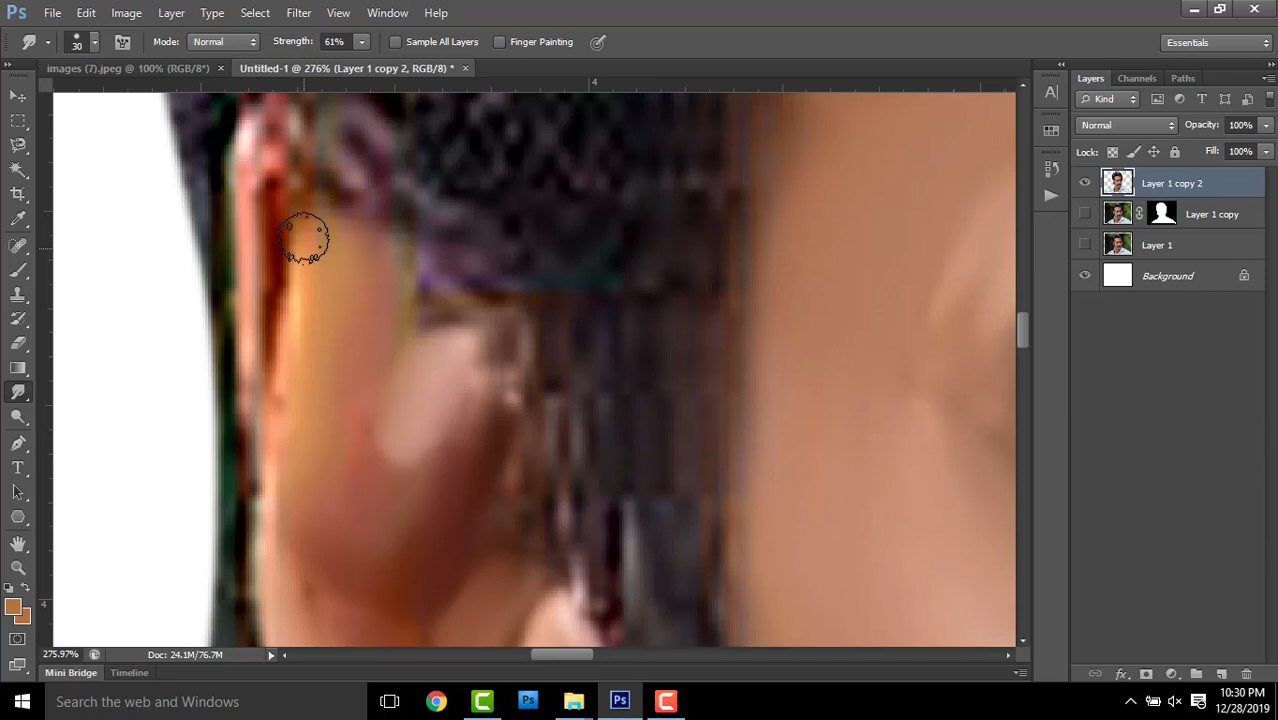 Ps File Edit Image Layer Type Select Filter View Window Help
30 Mode: Normal Strength: 61% Sample All Layers Finger Painting Essentials
images (7).jpeg @ 100% (RGB/8*) × Untitled-1 @ 276% (Layer 1 copy 2, RGB/8) * ×
4
Layers Channels Paths
Kind
Normal Opacity: 100%
Lock: Fill: 100%
Layer 1 copy 2
Layer 1 copy
Layer 1
Background
4
275.97% Doc: 24.1M/76.7M
Mini Bridge Timeline
Search the web and Windows
10:30 PM
12/28/2019